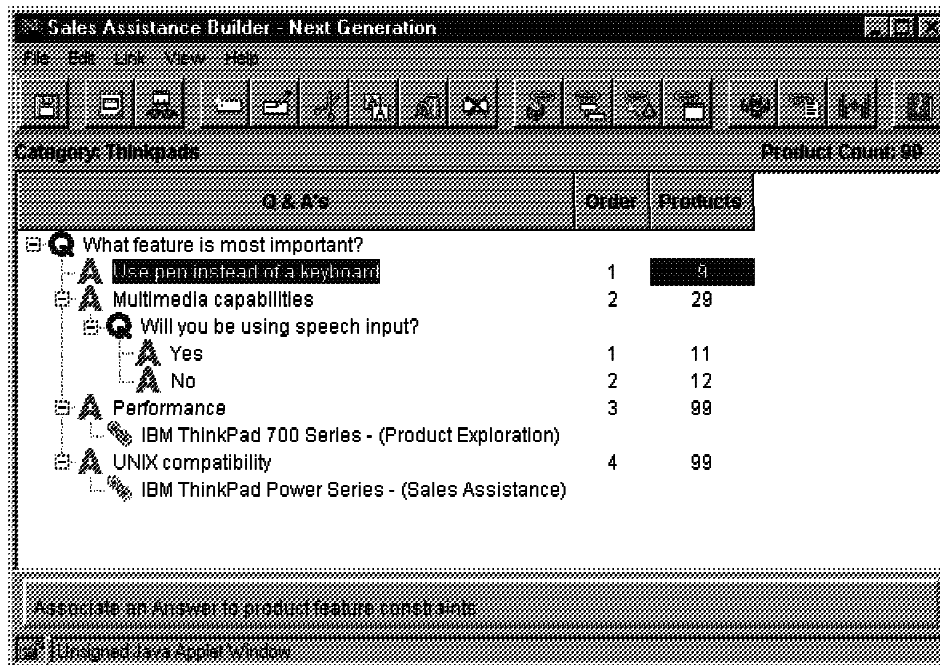 Sales Assistance Builder - Next Generation
File Edit Link View Help
Category: Thinkpads Product Count: 99
Q & A's Order Products
Q What feature is most important?
A Use pen instead of a keyboard 1 9
A Multimedia capabilities 2 29
Q Will you be using speech input?
A Yes 1 11
A No 2 12
A Performance 3 99
IBM ThinkPad 700 Series - (Product Exploration)
A UNIX compatibility 4 99
IBM ThinkPad Power Series - (Sales Assistance)
Associate an Answer to product feature constraints
Unsigned Java Applet Window